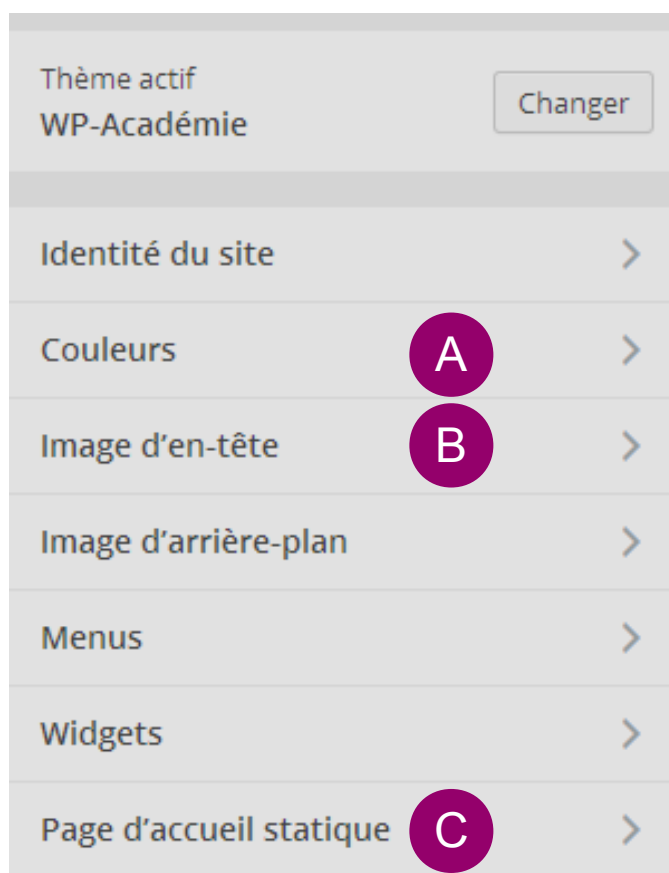 Thème actif
WP-Académie
Changer
Identité du site
Couleurs A
Image d’en-tête B
Image d’arrière-plan
Menus
Widgets
Page d’accueil statique C